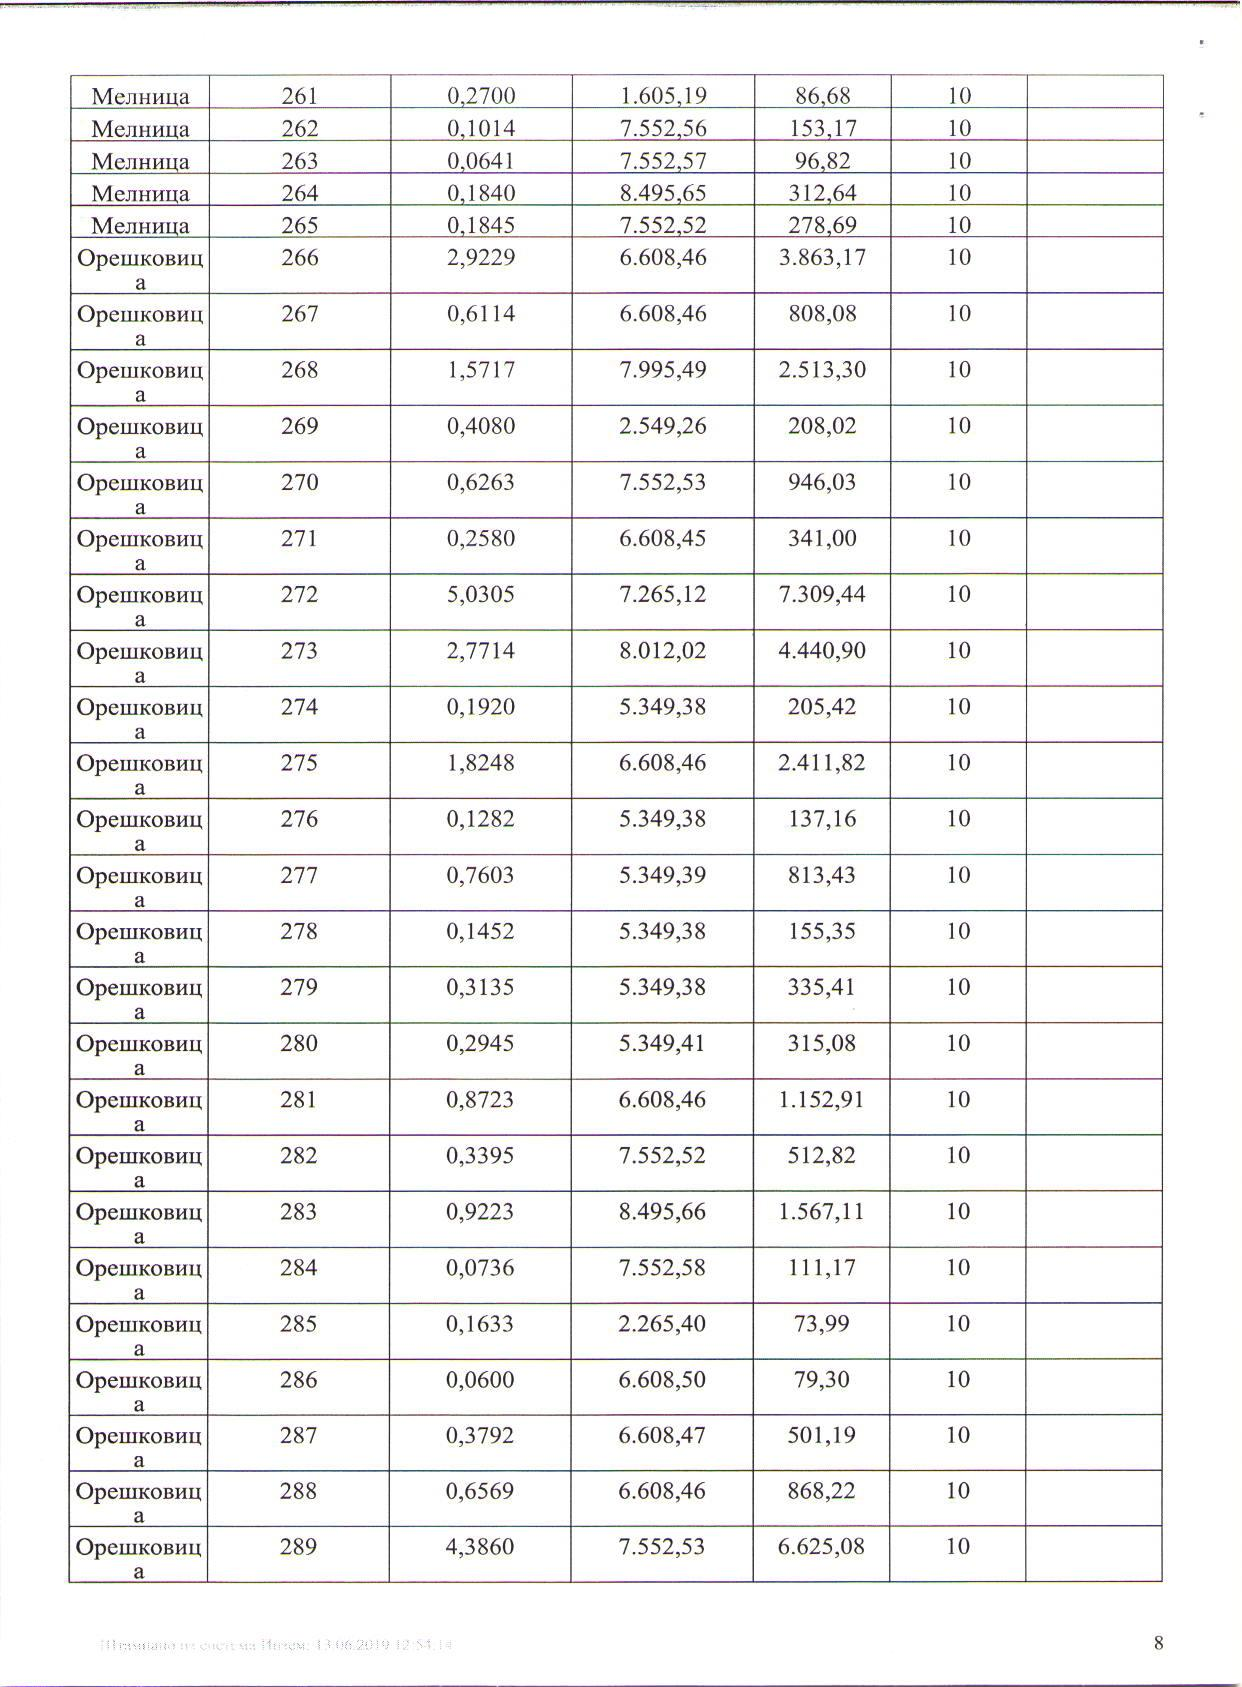 Мелница 261 0,2700 1.605,19 86,68 10
Мелница 262 0,1014 7.552,56 153,17 10
Мелница 263 0,0641 7.552,57 96,82 10
Мелница 264 0,1840 8.495,65 312,64 10
Мелница 265 0,1845 7.552,52 278,69 10
Орешковиц 266 2,9229 6.608,46 3.863,17 10
а
Орешковиц 267 0,6114 6.608,46 808,08 10
а
Орешковиц 268 1,5717 7.995,49 2.513,30 10
а
Орешковиц 269 0,4080 2.549,26 208,02 10
а
Орешковиц 270 0,6263 7.552,53 946,03 10
а
Орешковиц 271 0,2580 6.608,45 341,00 10
а
Орешковиц 272 5,0305 7.265,12 7.309,44 10
а
Орешковиц 273 2,7714 8.012,02 4.440,90 10
а
Орешковиц 274 0,1920 5.349,38 205,42 10
а
Орешковиц 275 1,8248 6.608,46 2.411,82 10
а
Орешковиц 276 0,1282 5.349,38 137,16 10
а
Орешковиц 277 0,7603 5.349,39 813,43 10
а
Орешковиц 278 0,1452 5.349,38 155,35 10
а
Орешковиц 279 0,3135 5.349,38 335,41 10
а
Орешковиц 280 0,2945 5.349,41 315,08 10
а
Орешковиц 281 0,8723 6.608,46 1.152,91 10
а
Орешковиц 282 0,3395 7.552,52 512,82 10
а
Орешковиц 283 0,9223 8.495,66 1.567,11 10
а
Орешковиц 284 0,0736 7.552,58 111,17 10
а
Орешковиц 285 0,1633 2.265,40 73,99 10
а
Орешковиц 286 0,0600 6.608,50 79,30 10
а
Орешковиц 287 0,3792 6.608,47 501,19 10
а
Орешковиц 288 0,6569 6.608,46 868,22 10
а
Орешковиц 289 4,3860 7.552,53 6.625,08 10
а
Штампано из система 13.06.2019 12:54:14
8